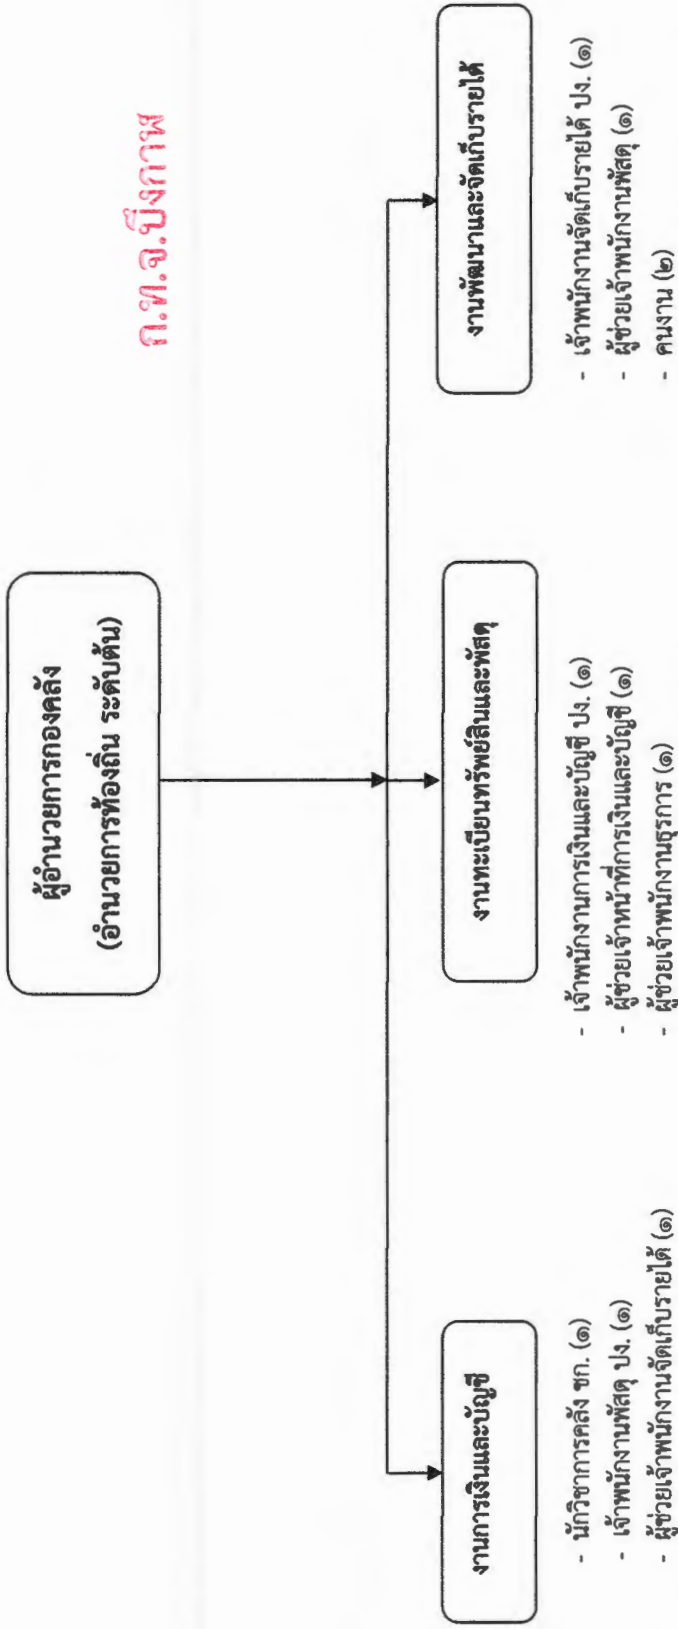 ก.ท.จ.บึงกาฬ
ผู้อำนวยการกองคลัง
(อำนวยการท้องถิ่น ระดับต้น)
งานการเงินและบัญชี
- นักวิชาการคลัง ชก. (๑)
- เจ้าพนักงานพัสดุ ปง. (๑)
- ผู้ช่วยเจ้าพนักงานจัดเก็บรายได้ (๑)
งานทะเบียนทรัพย์สินและพัสดุ
- เจ้าพนักงานการเงินและบัญชี ปง. (๑)
- ผู้ช่วยเจ้าหน้าที่การเงินและบัญชี (๑)
- ผู้ช่วยเจ้าพนักงานธุรการ (๑)
งานพัฒนาและจัดเก็บรายได้
- เจ้าพนักงานจัดเก็บรายได้ ปง. (๑)
- ผู้ช่วยเจ้าพนักงานพัสดุ (๑)
- คนงาน (๒)